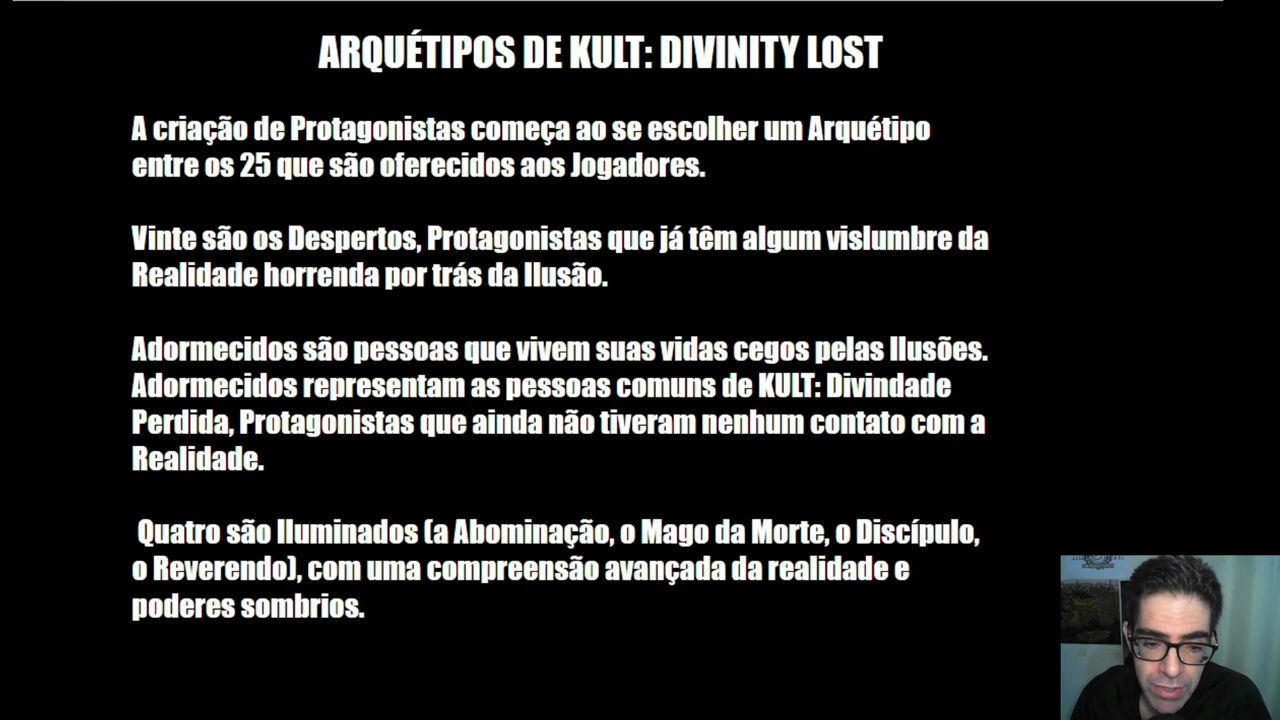 ARQUÉTIPOS DE KULT: DIVINITY LOST
A criação de Protagonistas começa ao se escolher um Arquétipo
entre os 25 que são oferecidos aos Jogadores.
Vinte são os Despertos, Protagonistas que já têm algum vislumbre da
Realidade horrenda por trás da Ilusão.
Adormecidos são pessoas que vivem suas vidas cegos pelas Ilusões.
Adormecidos representam as pessoas comuns de KULT: Divindade
Perdida, Protagonistas que ainda não tiveram nenhum contato com a
Realidade.
Quatro são Iluminados (a Abominação, o Mago da Morte, o Discípulo,
o Reverendo), com uma compreensão avançada da realidade e
poderes sombrios.